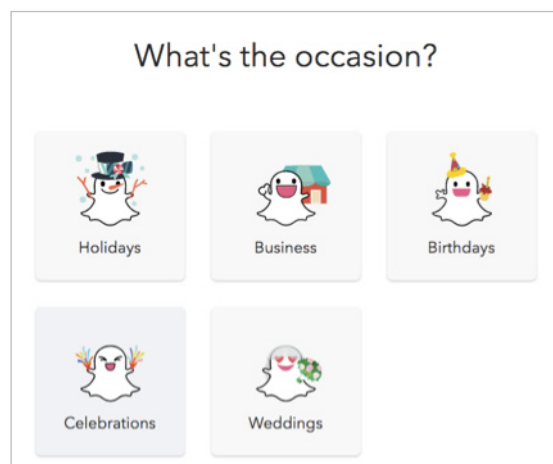 What's the occasion?
Holidays
Business
Birthdays
Celebrations
Weddings